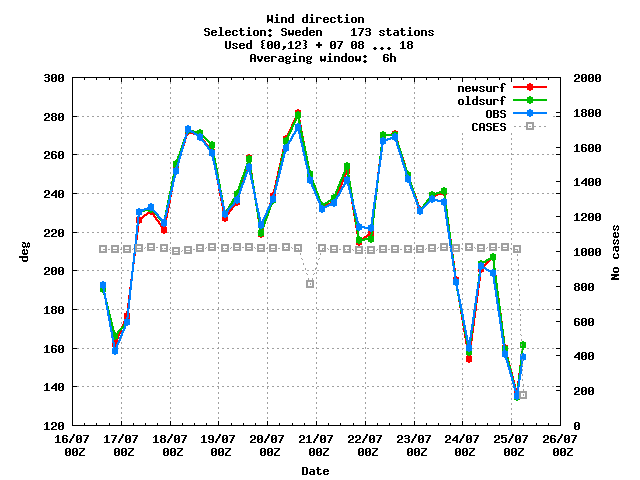 Wind direction
Selection: Sweden    173 stations
Used {00,12} + 07 08 ... 18
Averaging window:  6h
300
280
260
240
220
200
180
160
140
120
deg
2000
1800
1600
1400
1200
1000
800
600
400
200
0
No cases
newsurf
oldsurf
OBS
CASES
16/07 17/07 18/07 19/07 20/07 21/07 22/07 23/07 24/07 25/07 26/07
00Z 00Z 00Z 00Z 00Z 00Z 00Z 00Z 00Z 00Z 00Z
Date